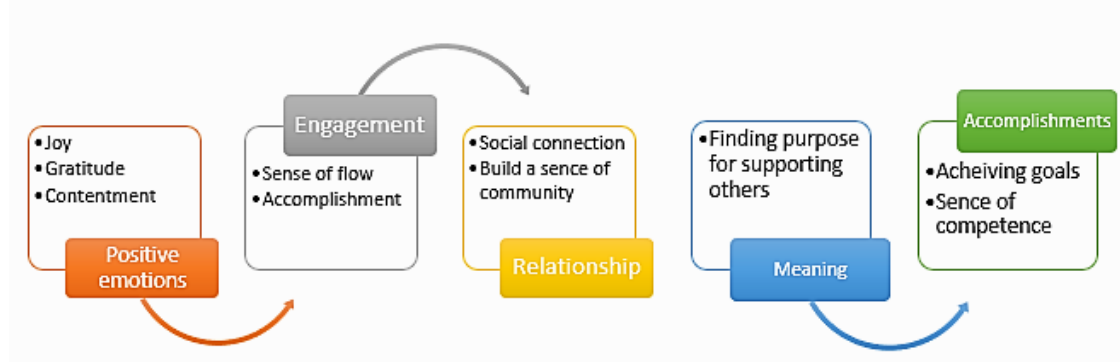 •Joy
•Gratitude
•Contentment
Positive
emotions
Engagement
•Sense of flow
•Accomplishment
•Social connection
•Build a sence of
community
Relationship
•Finding purpose
for supporting
others
Meaning
Accomplishments
•Acheiving goals
•Sence of
competence